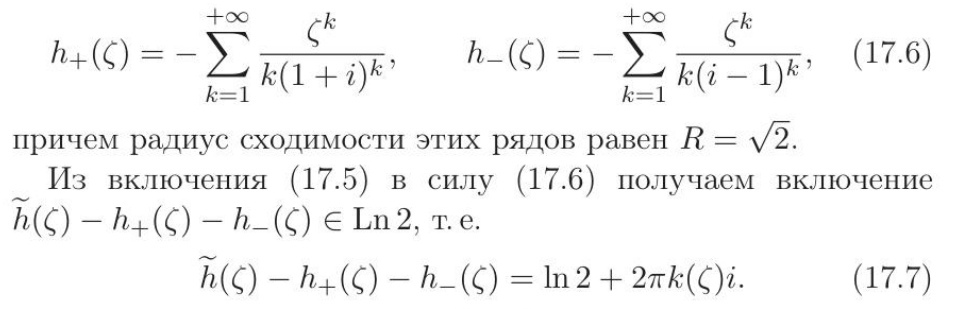 $$h_+(\zeta) = -\sum_{k=1}^{+\infty} \frac{\zeta^k}{k(1+i)^k}, \qquad h_-(\zeta) = -\sum_{k=1}^{+\infty} \frac{\zeta^k}{k(i-1)^k}, \quad (17.6)$$
причем радиус сходимости этих рядов равен $R = \sqrt{2}$.
Из включения (17.5) в силу (17.6) получаем включение
$\widetilde{h}(\zeta) - h_+(\zeta) - h_-(\zeta) \in \operatorname{Ln} 2$, т. е.
$$\widetilde{h}(\zeta) - h_+(\zeta) - h_-(\zeta) = \ln 2 + 2\pi k(\zeta)i. \quad (17.7)$$